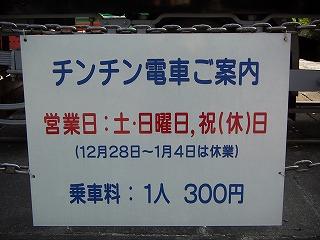 チンチン電車ご案内
営業日：土・日曜日,祝(休)日
(12月28日〜1月4日は休業)
乗車料：1人 300円